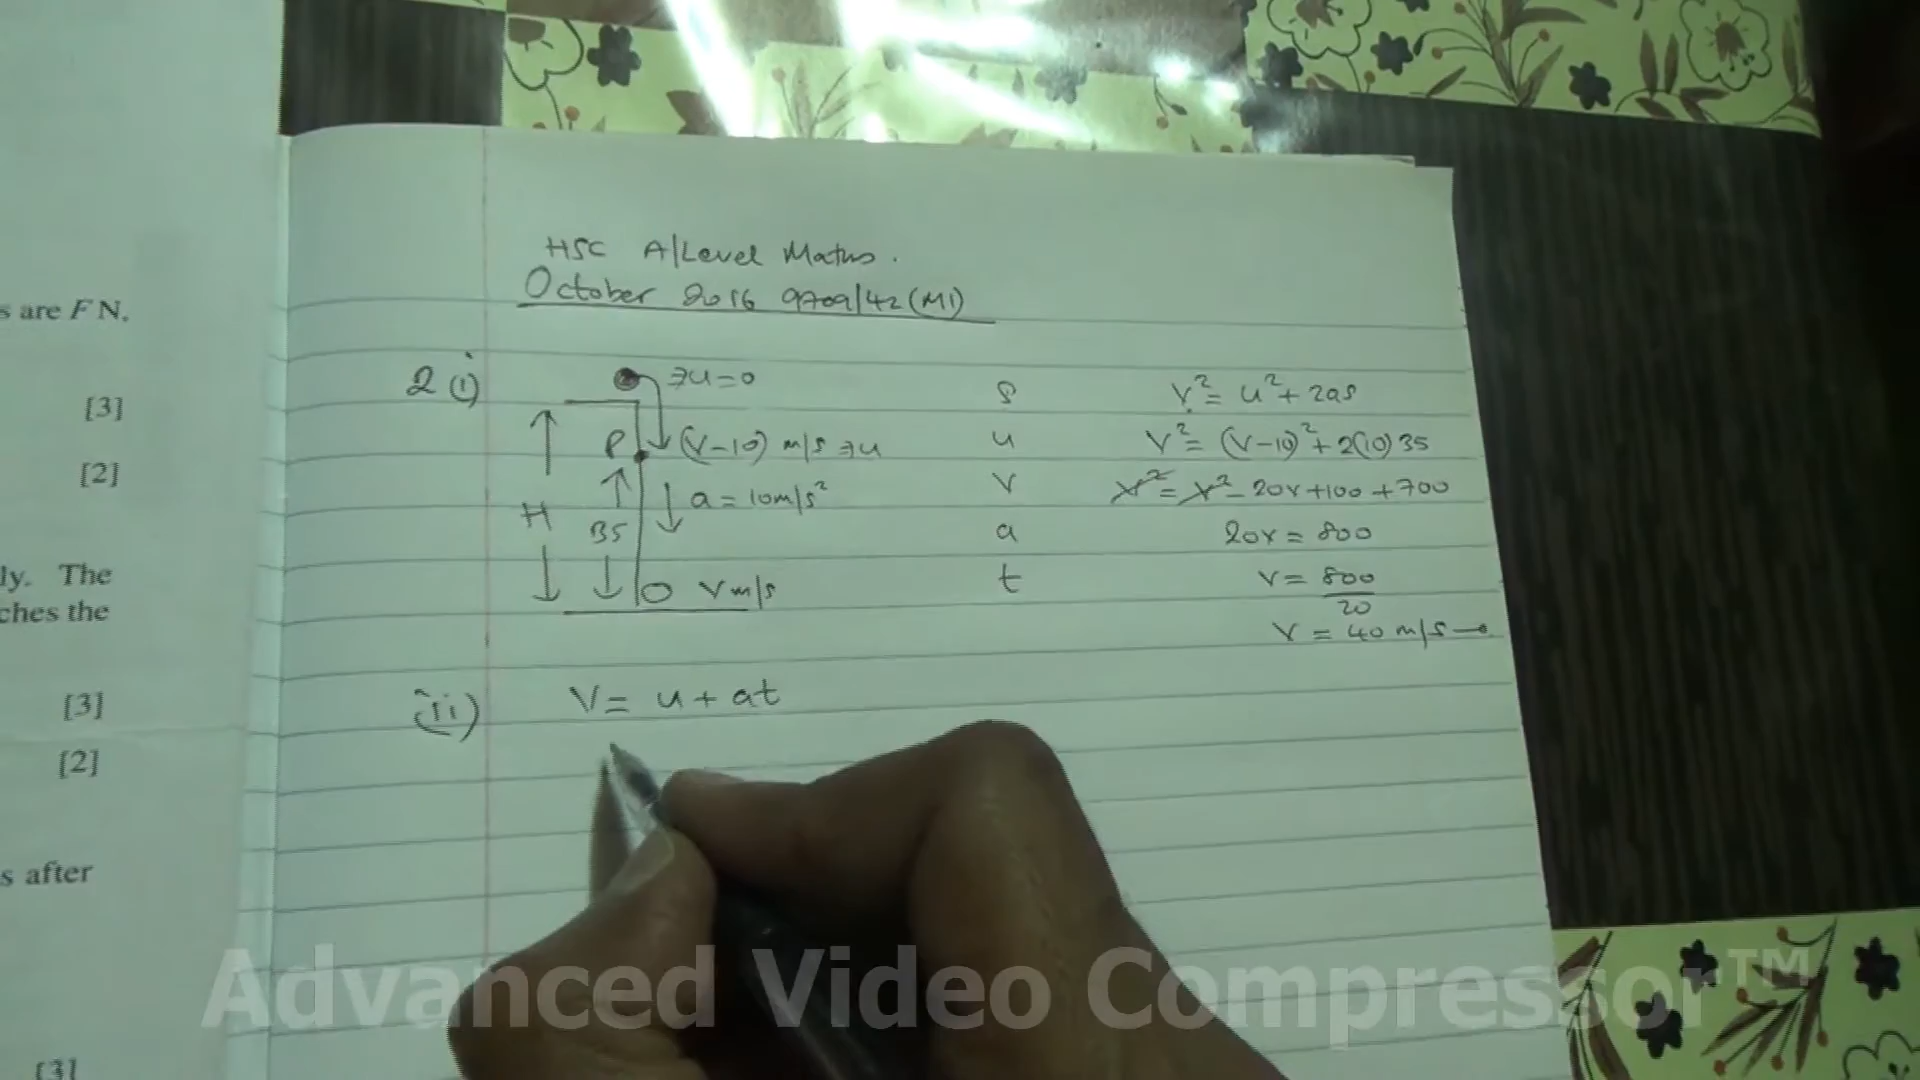 s are F N.
[3]
[2]
ly. The
ches the
[3]
[2]
s after
[3]
HSC A/Level Maths.
October 2016 9709/42 (M1)
2 (i)
⇒u=0
P (V-10) m/s ⇒u
a = 10m/s²
H
35
O V m/s
s
u
v
a
t
V² = u² + 2as
V² = (V-10)² + 2(10)35
V² = V² - 20V + 100 + 700
20V = 800
V = 800
20
V = 40 m/s
(ii) V = u + at
Advanced Video Compressor™